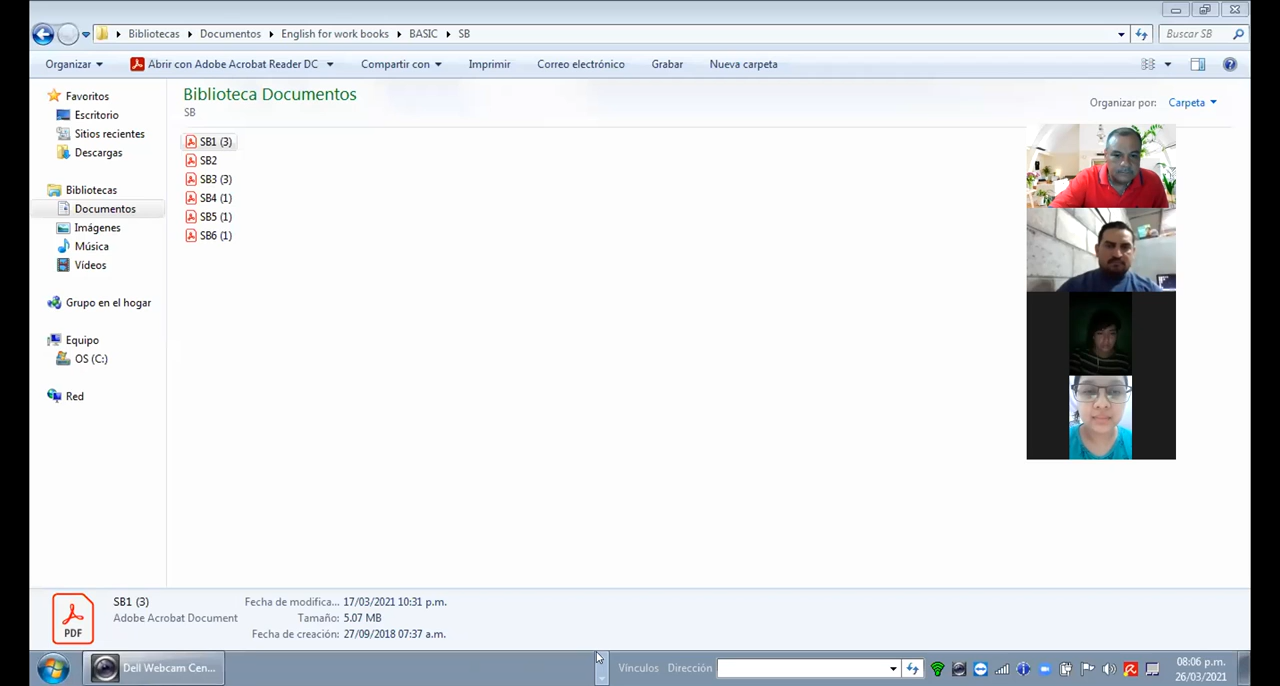 Bibliotecas Documentos English for work books BASIC SB
Buscar SB
Organizar Abrir con Adobe Acrobat Reader DC Compartir con Imprimir Correo electrónico Grabar Nueva carpeta
Biblioteca Documentos
SB
Organizar por: Carpeta
Favoritos
Escritorio
Sitios recientes
Descargas
Bibliotecas
Documentos
Imágenes
Música
Vídeos
Grupo en el hogar
Equipo
OS (C:)
Red
SB1 (3)
SB2
SB3 (3)
SB4 (1)
SB5 (1)
SB6 (1)
PDF
SB1 (3)
Adobe Acrobat Document
Fecha de modifica... 17/03/2021 10:31 p.m.
Tamaño: 5.07 MB
Fecha de creación: 27/09/2018 07:37 a.m.
Dell Webcam Cen...
Vínculos Dirección
08:06 p.m.
26/03/2021